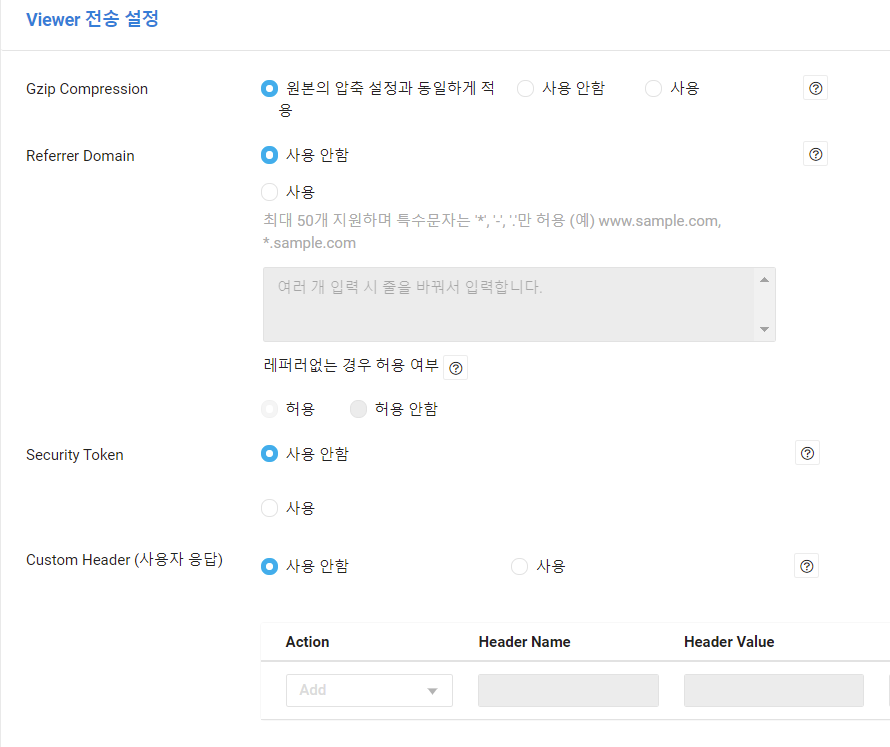 Viewer 전송 설정
Gzip Compression
원본의 압축 설정과 동일하게 적
용
사용 안함
사용
Referrer Domain
사용 안함
사용
최대 50개 지원하며 특수문자는 '*', '-', '.'만 허용 (예) www.sample.com,
*.sample.com
여러 개 입력 시 줄을 바꿔서 입력합니다.
레퍼러없는 경우 허용 여부
허용
허용 안함
Security Token
사용 안함
사용
Custom Header (사용자 응답)
사용 안함
사용
Action Header Name Header Value
Add